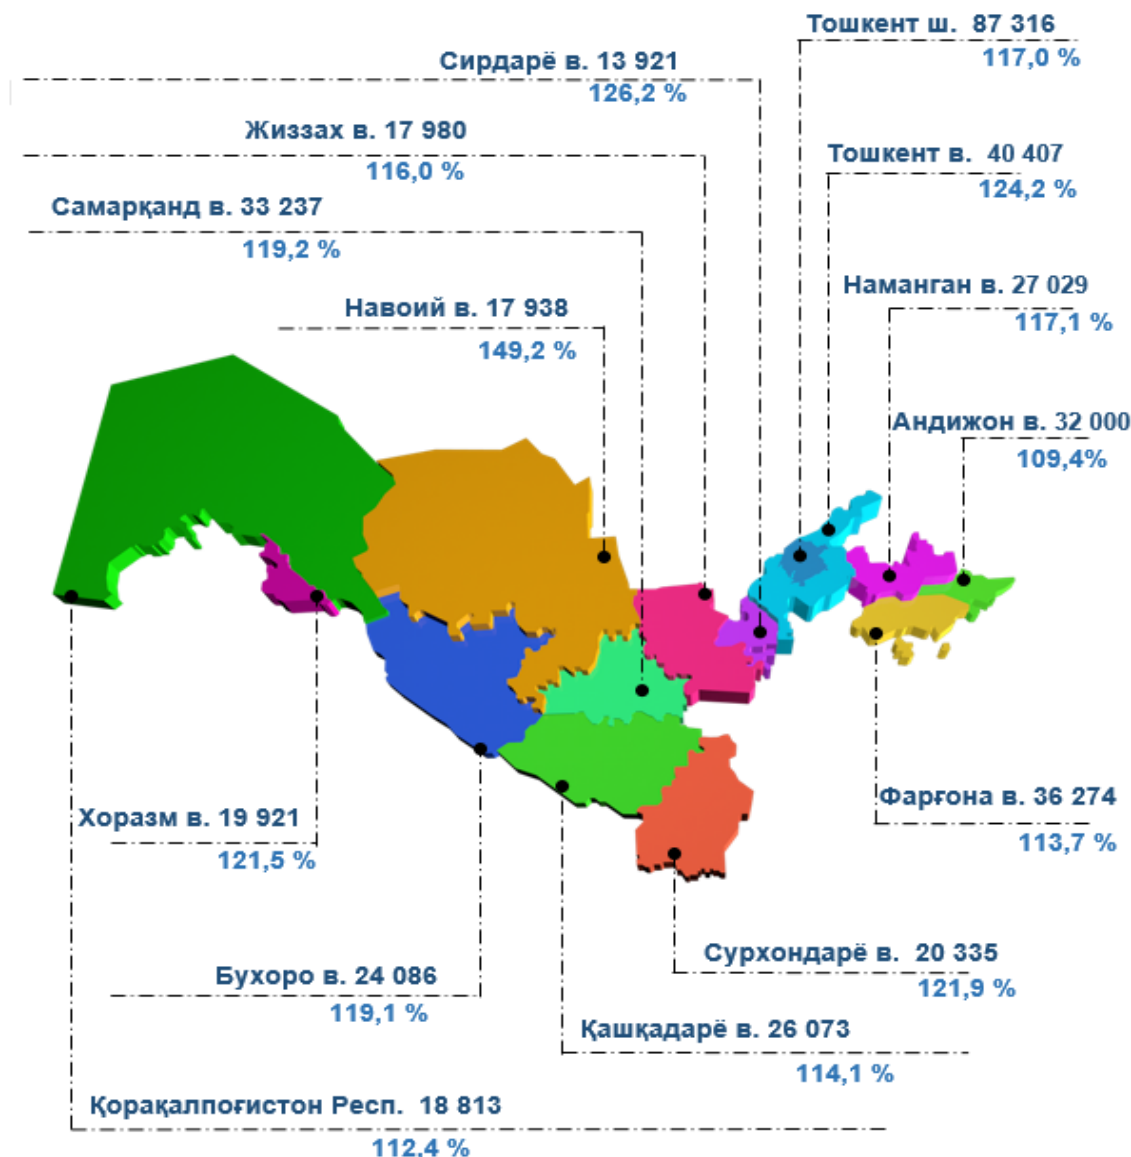 Тошкент ш. 87 316
117,0 %
Сирдарё в. 13 921
126,2 %
Жиззах в. 17 980
116,0 %
Тошкент в. 40 407
124,2 %
Самарқанд в. 33 237
119,2 %
Наманган в. 27 029
117,1 %
Навоий в. 17 938
149,2 %
Андижон в. 32 000
109,4%
Хоразм в. 19 921
121,5 %
Фарғона в. 36 274
113,7 %
Сурхондарё в. 20 335
121,9 %
Бухоро в. 24 086
119,1 %
Қашқадарё в. 26 073
114,1 %
Қорақалпоғистон Респ. 18 813
112,4 %